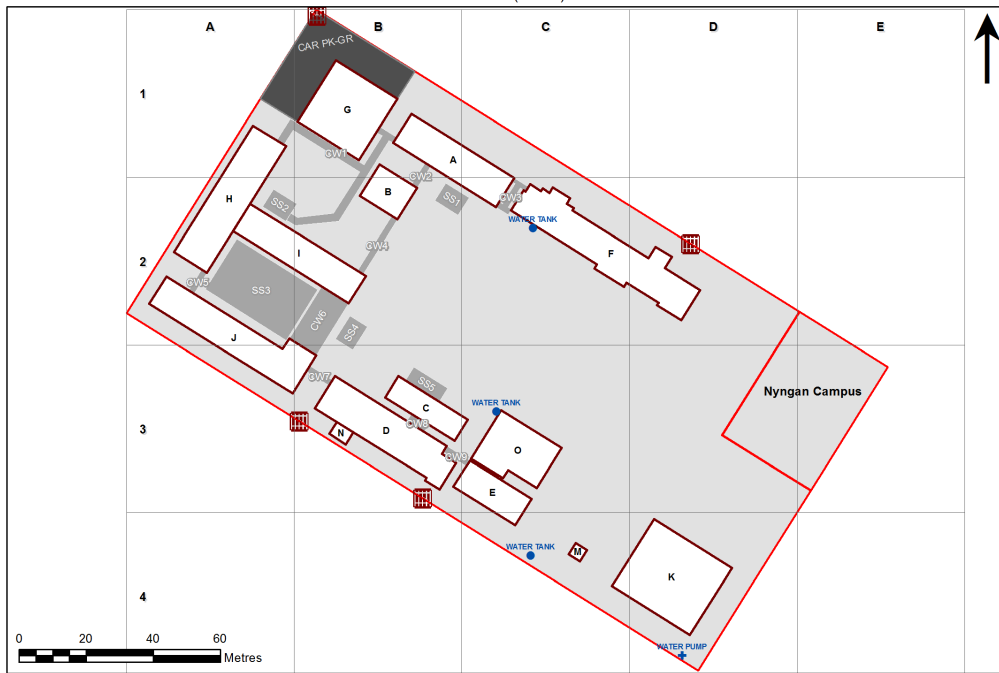 A
B
C
D
E
CAR PK-GR
1
G
A
CW1
CW2
B
SS1
CW3
H
SS2
WATER TANK
CW4
I
F
2
CW5
SS3
CW6
SS4
J
CW7
SS5
Nyngan Campus
WATER TANK
C
CW8
3
D
N
O
CW9
E
WATER TANK
M
K
4
0
20
40
60
Metres
WATER PUMP